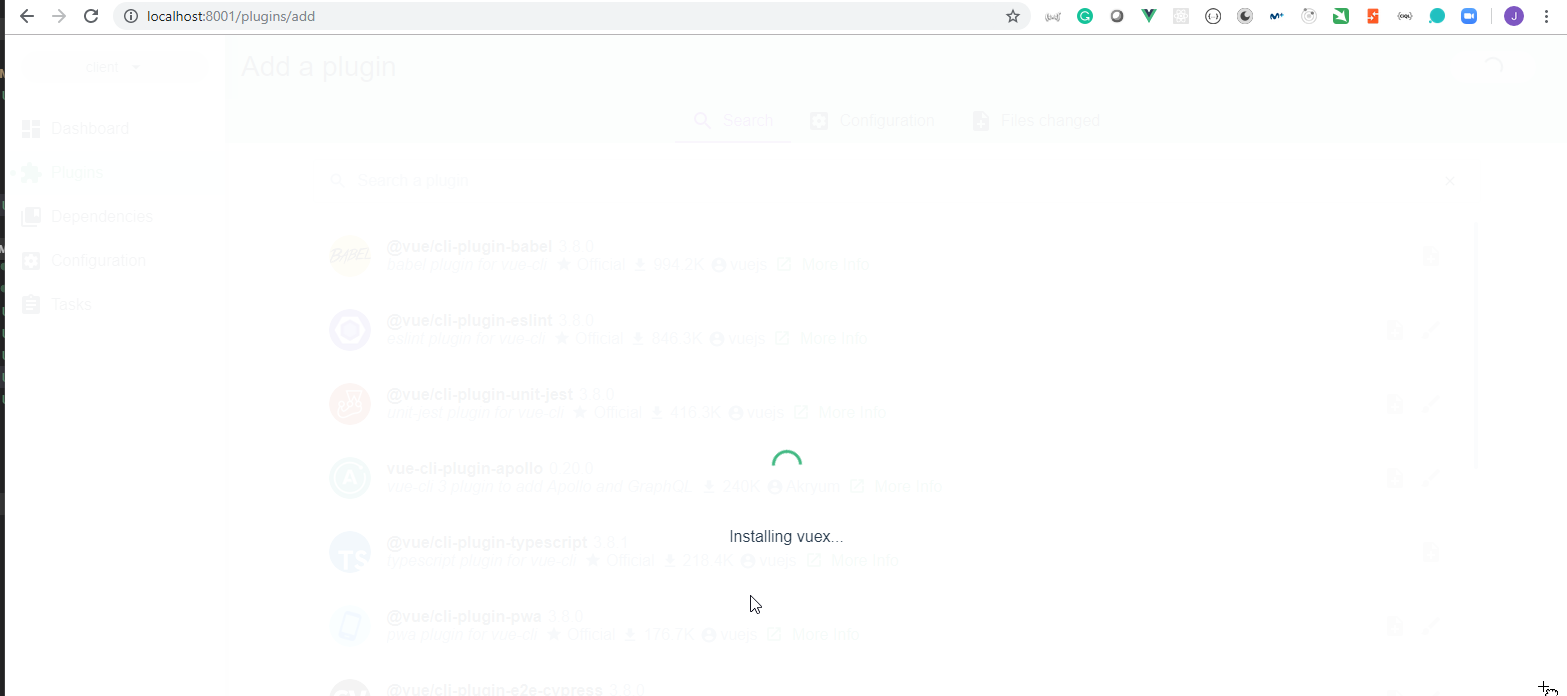 localhost:8001/plugins/add
J
client
Add a plugin
Dashboard
Plugins
Dependencies
Configuration
Tasks
Search
Configuration
Files changed
Search a plugin
BABEL
@vue/cli-plugin-babel 3.8.0
babel plugin for vue-cli Official 994.2K vuejs More Info
@vue/cli-plugin-eslint 3.8.0
eslint plugin for vue-cli Official 846.3K vuejs More Info
@vue/cli-plugin-unit-jest 3.8.0
unit-jest plugin for vue-cli Official 416.3K vuejs More Info
vue-cli-plugin-apollo 0.20.0
vue-cli 3 plugin to add Apollo and GraphQL 240K Akryum More Info
Installing vuex...
TS
@vue/cli-plugin-typescript 3.8.1
typescript plugin for vue-cli Official 218.4K vuejs More Info
@vue/cli-plugin-pwa 3.8.0
pwa plugin for vue-cli Official 176.7K vuejs More Info
@vue/cli-plugin-e2e-cypress 3.8.0